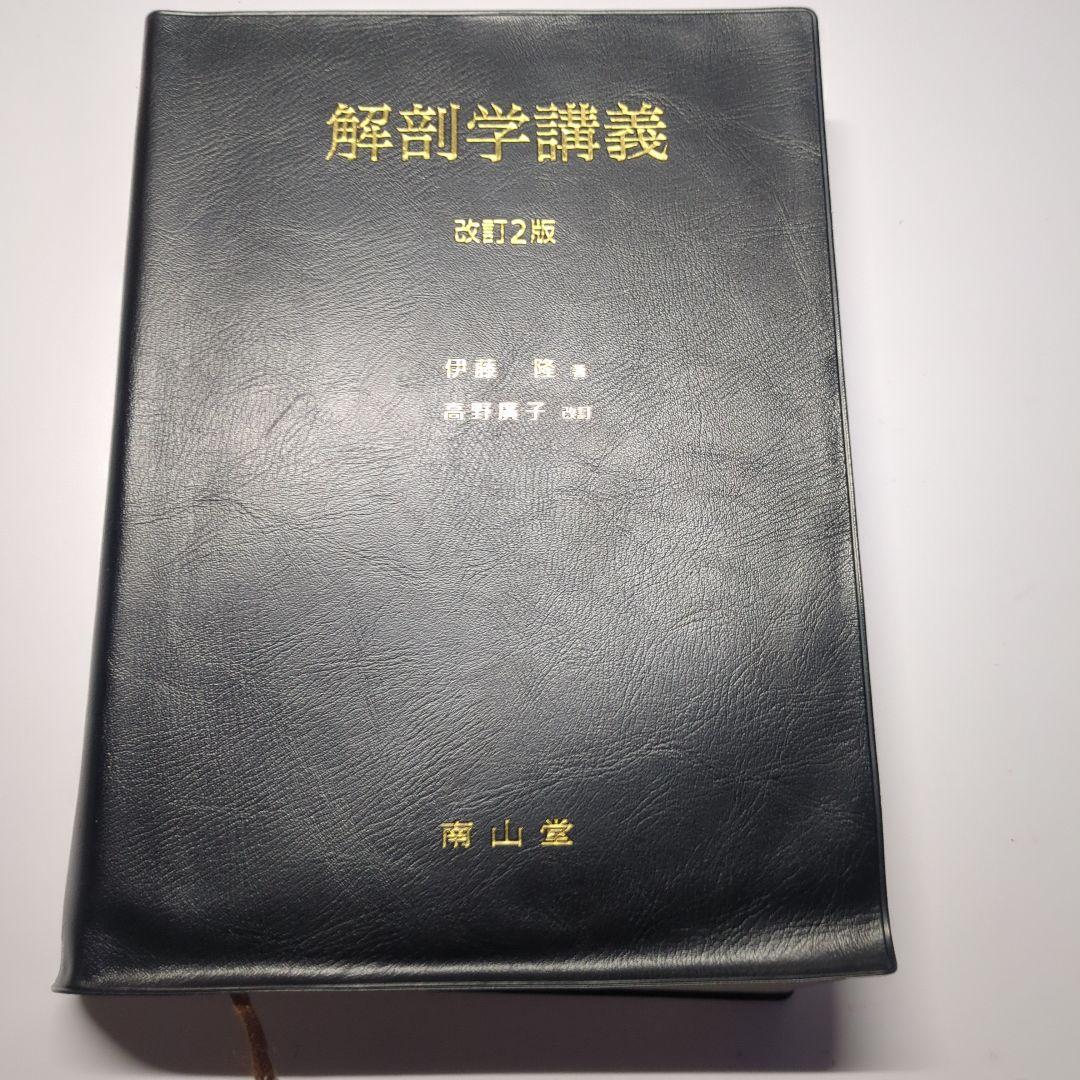 解剖学講義
改訂2版
伊藤 隆 著
高野廣子 改訂
南山堂